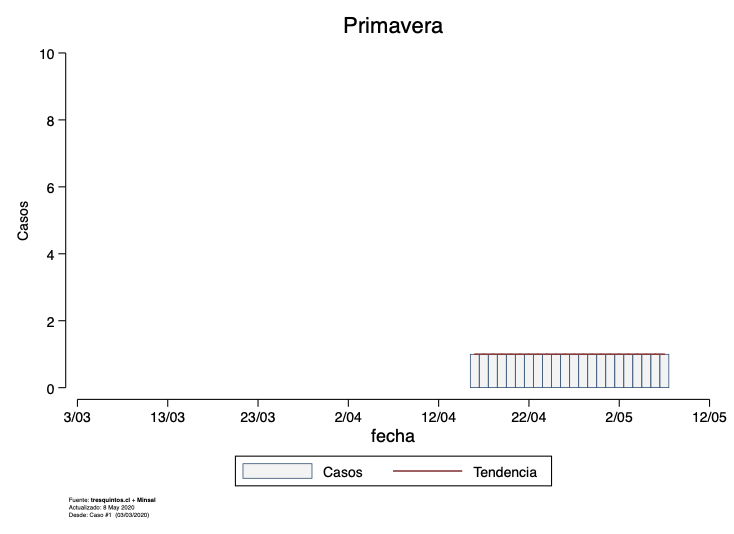 Primavera
10
8
6
4
2
0
Casos
3/03 13/03 23/03 2/04 12/04 22/04 2/05 12/05
fecha
Casos Tendencia
Fuente: tresquintos.cl + Minsal
Actualizado: 8 May 2020
Desde: Caso #1 (03/03/2020)